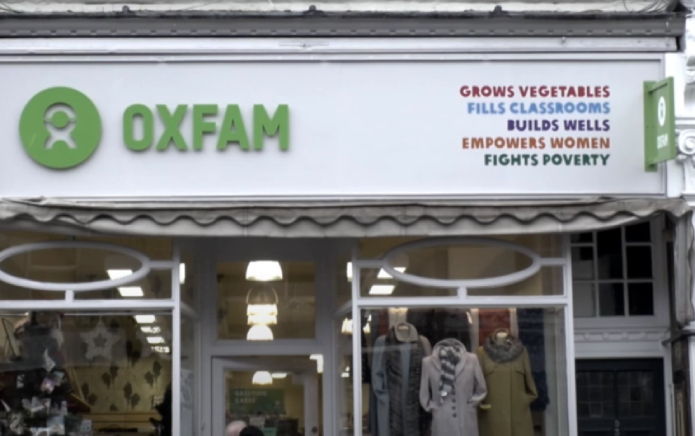 OXFAM
GROWS VEGETABLES
FILLS CLASSROOMS
BUILDS WELLS
EMPOWERS WOMEN
FIGHTS POVERTY